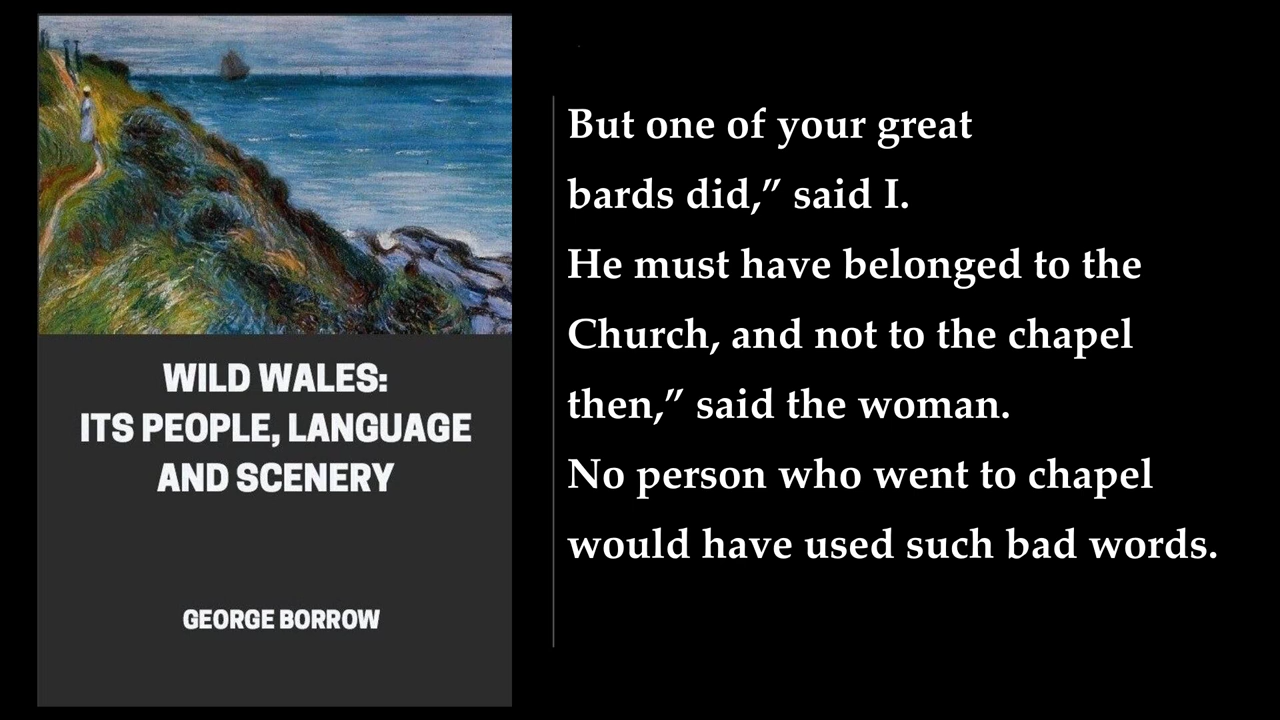 WILD WALES:
ITS PEOPLE, LANGUAGE
AND SCENERY
GEORGE BORROW
But one of your great
bards did,” said I.
He must have belonged to the
Church, and not to the chapel
then,” said the woman.
No person who went to chapel
would have used such bad words.